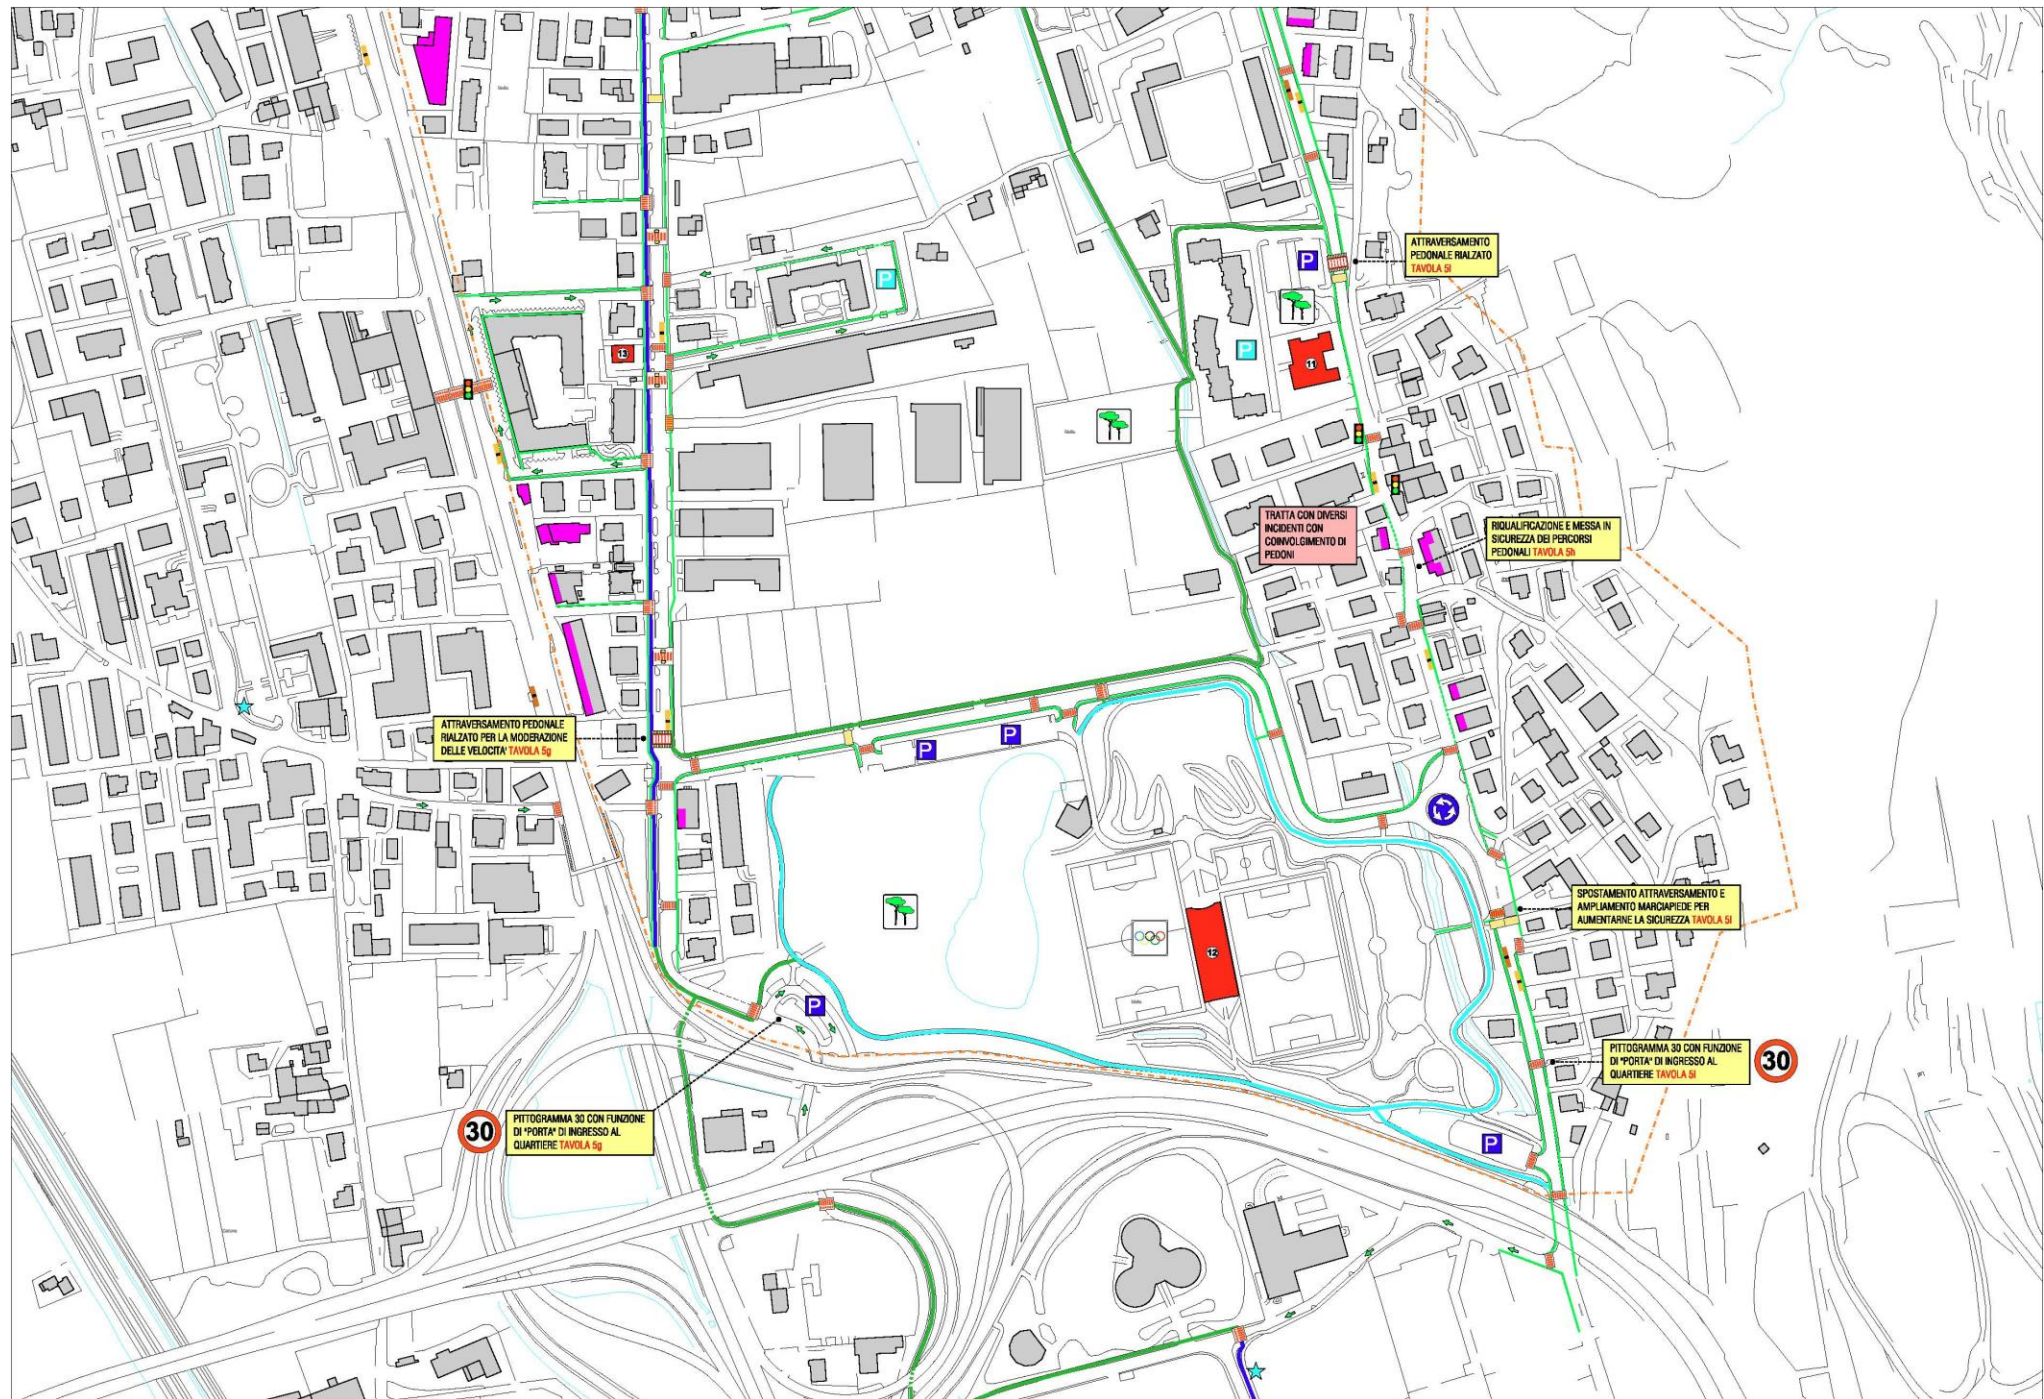 ATTRAVERSAMENTO
PEDONALE RIALZATO
TAVOLA 5l
P
P
P
13
11
TRATTA CON DIVERSI
INCIDENTI CON
COINVOLGIMENTO DI
PEDONI
RIQUALIFICAZIONE E MESSA IN
SICUREZZA DEI PERCORSI
PEDONALI TAVOLA 5h
ATTRAVERSAMENTO PEDONALE
RIALZATO PER LA MODERAZIONE
DELLE VELOCITA' TAVOLA 5g
P
P
SPOSTAMENTO ATTRAVERSAMENTO E
AMPLIAMENTO MARCIAPIEDE PER
AUMENTARNE LA SICUREZZA TAVOLA 5l
12
P
PITTOGRAMMA 30 CON FUNZIONE
DI "PORTA" DI INGRESSO AL
QUARTIERE TAVOLA 5l
30
30
PITTOGRAMMA 30 CON FUNZIONE
DI "PORTA" DI INGRESSO AL
QUARTIERE TAVOLA 5g
P